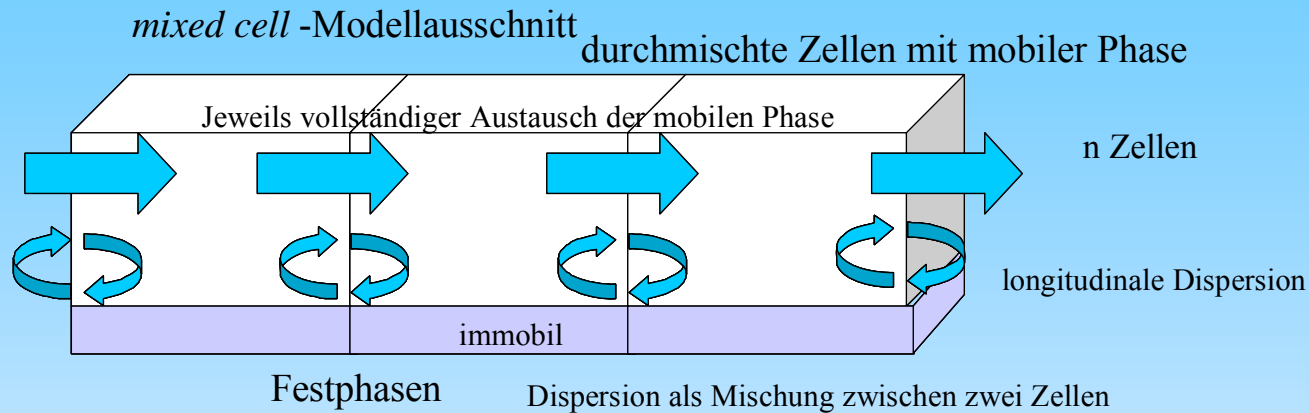 mixed cell -Modellausschnitt
durchmischte Zellen mit mobiler Phase
Jeweils vollständiger Austausch der mobilen Phase
n Zellen
longitudinale Dispersion
immobil
Festphasen
Dispersion als Mischung zwischen zwei Zellen